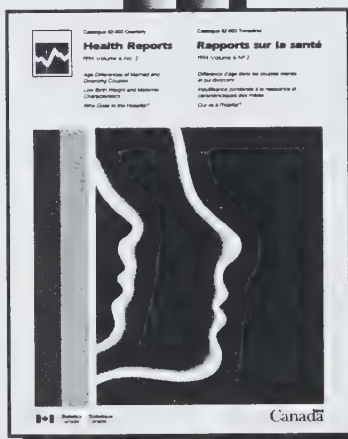 Catalogue 82-003 Quarterly
Health Reports
1994 Volume 6 No. 2
Age Differences of Married and
Divorcing Couples
Low Birth Weight and Maternal
Characteristics
Who Goes to the Hospital?
Catalogue 82-003 Trimestriel
Rapports sur la santé
1994 Volume 6 N° 2
Différence d'âge dans les couples mariés
et qui divorcent
Insuffisance pondérale à la naissance et
caractéristiques des mères
Qui va à l'hôpital?
Statistics
Canada
Statistique
Canada
Canada